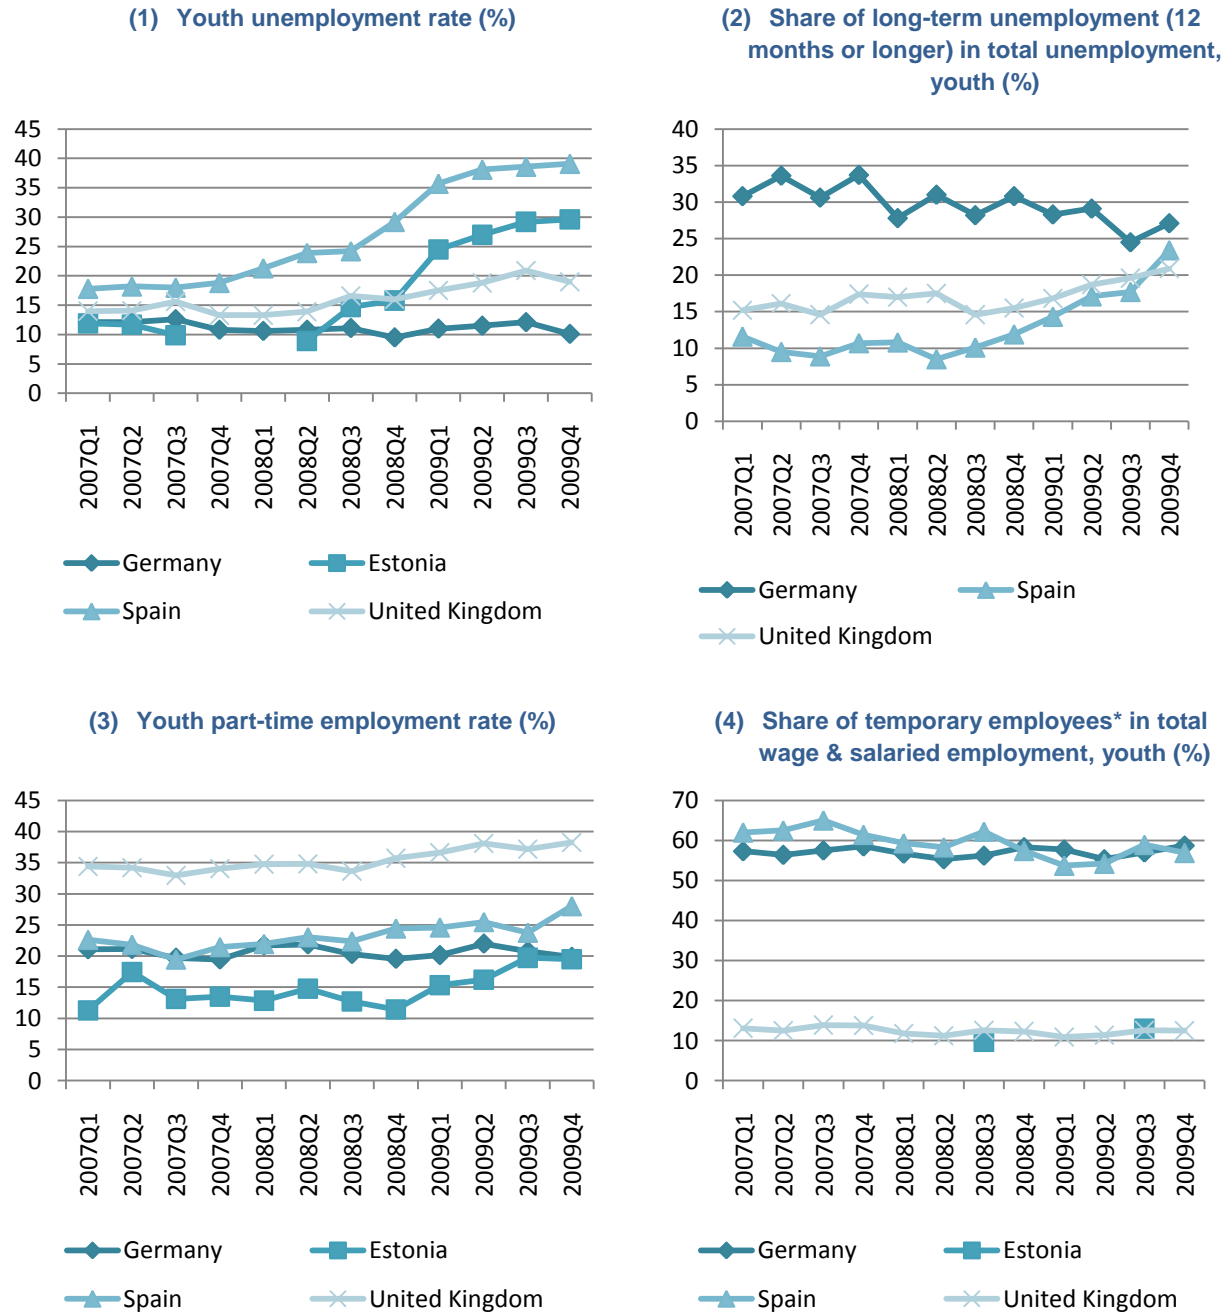 (1) Youth unemployment rate (%)
45
40
35
30
25
20
15
10
5
0
2007Q1
2007Q2
2007Q3
2007Q4
2008Q1
2008Q2
2008Q3
2008Q4
2009Q1
2009Q2
2009Q3
2009Q4
Germany
Estonia
Spain
United Kingdom
(2) Share of long-term unemployment (12
months or longer) in total unemployment,
youth (%)
40
35
30
25
20
15
10
5
0
2007Q1
2007Q2
2007Q3
2007Q4
2008Q1
2008Q2
2008Q3
2008Q4
2009Q1
2009Q2
2009Q3
2009Q4
Germany
Spain
United Kingdom
(3) Youth part-time employment rate (%)
45
40
35
30
25
20
15
10
5
0
2007Q1
2007Q2
2007Q3
2007Q4
2008Q1
2008Q2
2008Q3
2008Q4
2009Q1
2009Q2
2009Q3
2009Q4
Germany
Estonia
Spain
United Kingdom
(4) Share of temporary employees* in total
wage & salaried employment, youth (%)
70
60
50
40
30
20
10
0
2007Q1
2007Q2
2007Q3
2007Q4
2008Q1
2008Q2
2008Q3
2008Q4
2009Q1
2009Q2
2009Q3
2009Q4
Germany
Estonia
Spain
United Kingdom